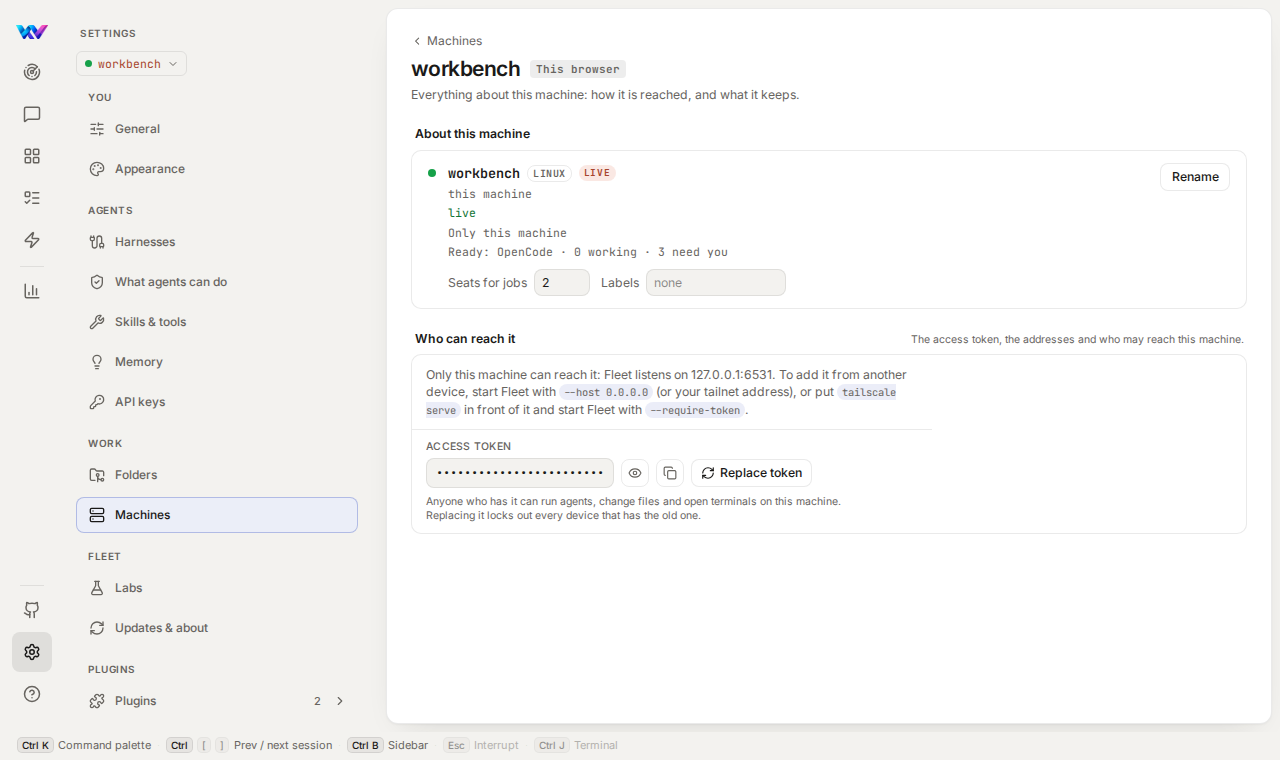 SETTINGS
workbench
YOU
General
Appearance
AGENTS
Harnesses
What agents can do
Skills & tools
Memory
API keys
WORK
Folders
Machines
FLEET
Labs
Updates & about
PLUGINS
Plugins 2
Machines
workbench This browser
Everything about this machine: how it is reached, and what it keeps.
About this machine
workbench LINUX LIVE
Rename
this machine
live
Only this machine
Ready: OpenCode · 0 working · 3 need you
Seats for jobs 2 Labels none
Who can reach it
The access token, the addresses and who may reach this machine.
Only this machine can reach it: Fleet listens on 127.0.0.1:6531. To add it from another
device, start Fleet with --host 0.0.0.0 (or your tailnet address), or put tailscale
serve in front of it and start Fleet with --require-token.
ACCESS TOKEN
•••••••••••••••••••••••• Replace token
Anyone who has it can run agents, change files and open terminals on this machine.
Replacing it locks out every device that has the old one.
Ctrl K Command palette Ctrl [ ] Prev / next session Ctrl B Sidebar Esc Interrupt Ctrl J Terminal